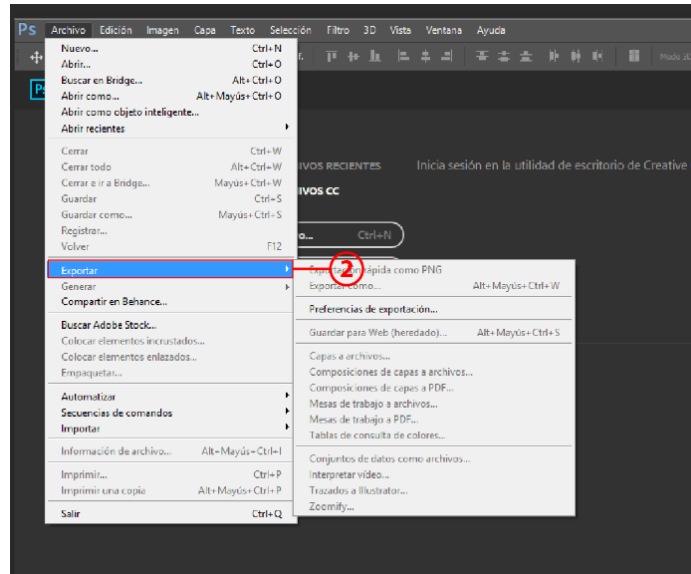 Ps Archivo Edición Imagen Capa Texto Selección Filtro 3D Vista Ventana Ayuda
Modo 3D
Nuevo... Ctrl+N
Abrir... Ctrl+O
Buscar en Bridge... Alt+Ctrl+O
Abrir como... Alt+Mayús+Ctrl+O
Abrir como objeto inteligente...
Abrir recientes
Cerrar Ctrl+W
Cerrar todo Alt+Ctrl+W
Cerrar e ir a Bridge... Mayús+Ctrl+W
Guardar Ctrl+S
Guardar como... Mayús+Ctrl+S
Registrar...
Volver F12
Exportar
Generar
Compartir en Behance...
Buscar Adobe Stock...
Colocar elementos incrustados...
Colocar elementos enlazados...
Empaquetar...
Automatizar
Secuencias de comandos
Importar
Información de archivo... Alt+Mayús+Ctrl+I
Imprimir... Ctrl+P
Imprimir una copia Alt+Mayús+Ctrl+P
Salir Ctrl+Q
IVOS RECIENTES Inicia sesión en la utilidad de escritorio de Creative
IVOS CC
o... Ctrl+N
2
Exportación rápida como PNG
Exportar como... Alt+Mayús+Ctrl+W
Preferencias de exportación...
Guardar para Web (heredado)... Alt+Mayús+Ctrl+S
Capas a archivos...
Composiciones de capas a archivos...
Composiciones de capas a PDF...
Mesas de trabajo a archivos...
Mesas de trabajo a PDF...
Tablas de consulta de colores...
Conjuntos de datos como archivos...
Interpretar vídeo...
Trazados a Illustrator...
Zoomify...